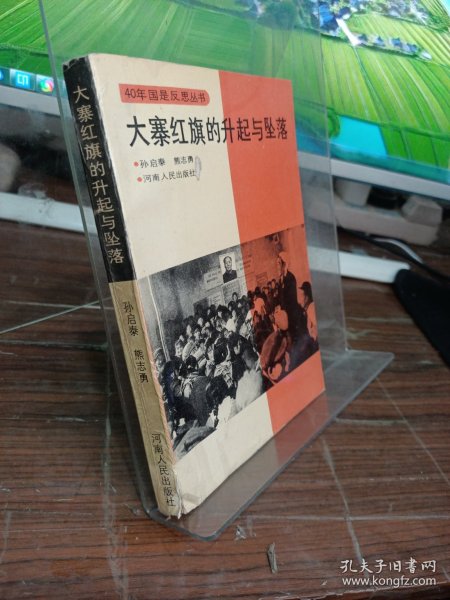 40年国是反思丛书
大寨红旗的升起与坠落
孙启泰 熊志勇
河南人民出版社
大寨红旗的升起与坠落
孙启泰 熊志勇
河南人民出版社
孔夫子旧书网
www.kongfz.com